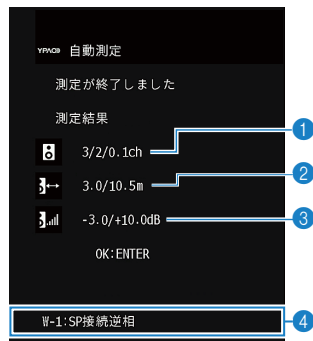 YPAO 自動測定
測定が終了しました
測定結果
3/2/0.1ch
1
3.0/10.5m
2
-3.0/+10.0dB
3
OK:ENTER
W-1:SP接続逆相
4